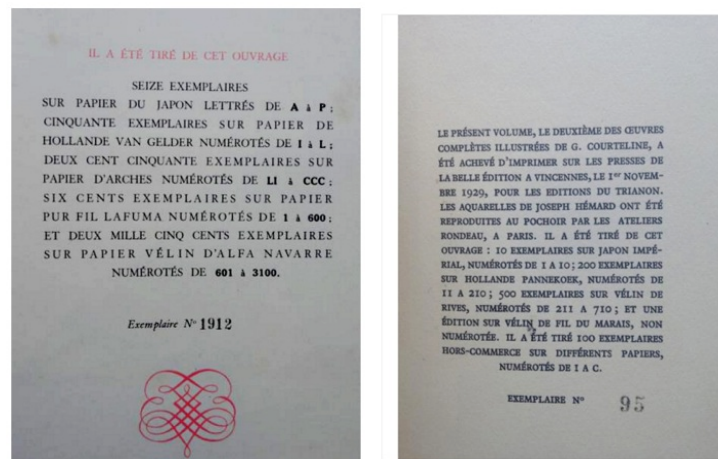 IL A ÉTÉ TIRÉ DE CET OUVRAGE
SEIZE EXEMPLAIRES
SUR PAPIER DU JAPON LETTRÉS DE A à P;
CINQUANTE EXEMPLAIRES SUR PAPIER DE
HOLLANDE VAN GELDER NUMÉROTÉS DE I à L;
DEUX CENT CINQUANTE EXEMPLAIRES SUR
PAPIER D'ARCHES NUMÉROTÉS DE LI à CCC;
SIX CENTS EXEMPLAIRES SUR PAPIER
PUR FIL LAFUMA NUMÉROTÉS DE 1 à 600;
ET DEUX MILLE CINQ CENTS EXEMPLAIRES
SUR PAPIER VÉLIN D'ALFA NAVARRE
NUMÉROTÉS DE 601 à 3100.
Exemplaire N° 1912
LE PRÉSENT VOLUME, LE DEUXIÈME DES ŒUVRES
COMPLÈTES ILLUSTRÉES DE G. COURTELINE, A
ÉTÉ ACHEVÉ D'IMPRIMER SUR LES PRESSES DE
LA BELLE ÉDITION A VINCENNES, LE 1er NOVEM-
BRE 1929, POUR LES EDITIONS DU TRIANON.
LES AQUARELLES DE JOSEPH HÉMARD ONT ÉTÉ
REPRODUITES AU POCHOIR PAR LES ATELIERS
RONDEAU, A PARIS. IL A ÉTÉ TIRÉ DE CET
OUVRAGE : 10 EXEMPLAIRES SUR JAPON IMPÉ-
RIAL, NUMÉROTÉS DE 1 A 10; 200 EXEMPLAIRES
SUR HOLLANDE PANNEKOEK, NUMÉROTÉS DE
11 A 210; 500 EXEMPLAIRES SUR VÉLIN DE
RIVES, NUMÉROTÉS DE 211 A 710; ET UNE
ÉDITION SUR VÉLIN DE FIL DU MARAIS, NON
NUMÉROTÉE. IL A ÉTÉ TIRÉ 100 EXEMPLAIRES
HORS-COMMERCE SUR DIFFÉRENTS PAPIERS,
NUMÉROTÉS DE I A C.
EXEMPLAIRE N° 95